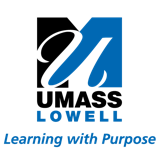 U
UMASS
LOWELL
Learning with Purpose